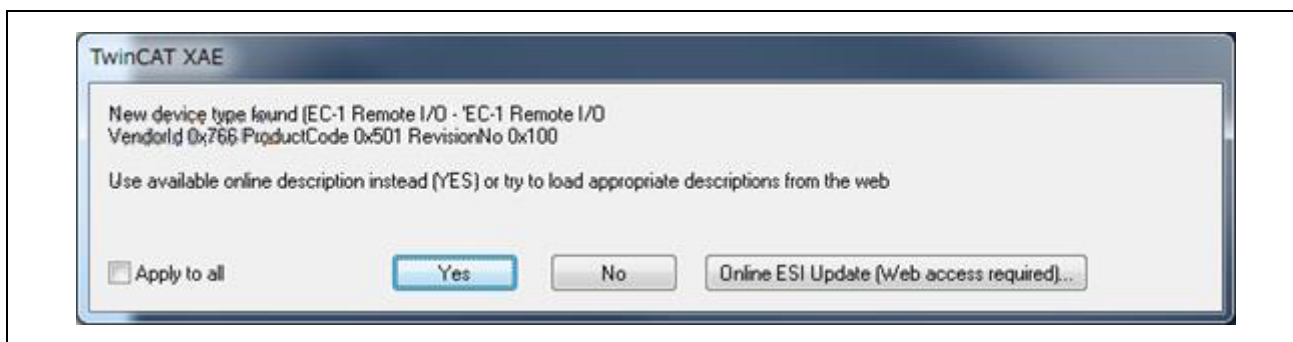 TwinCAT XAE
New device type found (EC-1 Remote I/O - 'EC-1 Remote I/O
VendorId 0x766 ProductCode 0x501 RevisionNo 0x100
Use available online description instead (YES) or try to load appropriate descriptions from the web
Apply to all
Yes
No
Online ESI Update (Web access required)...